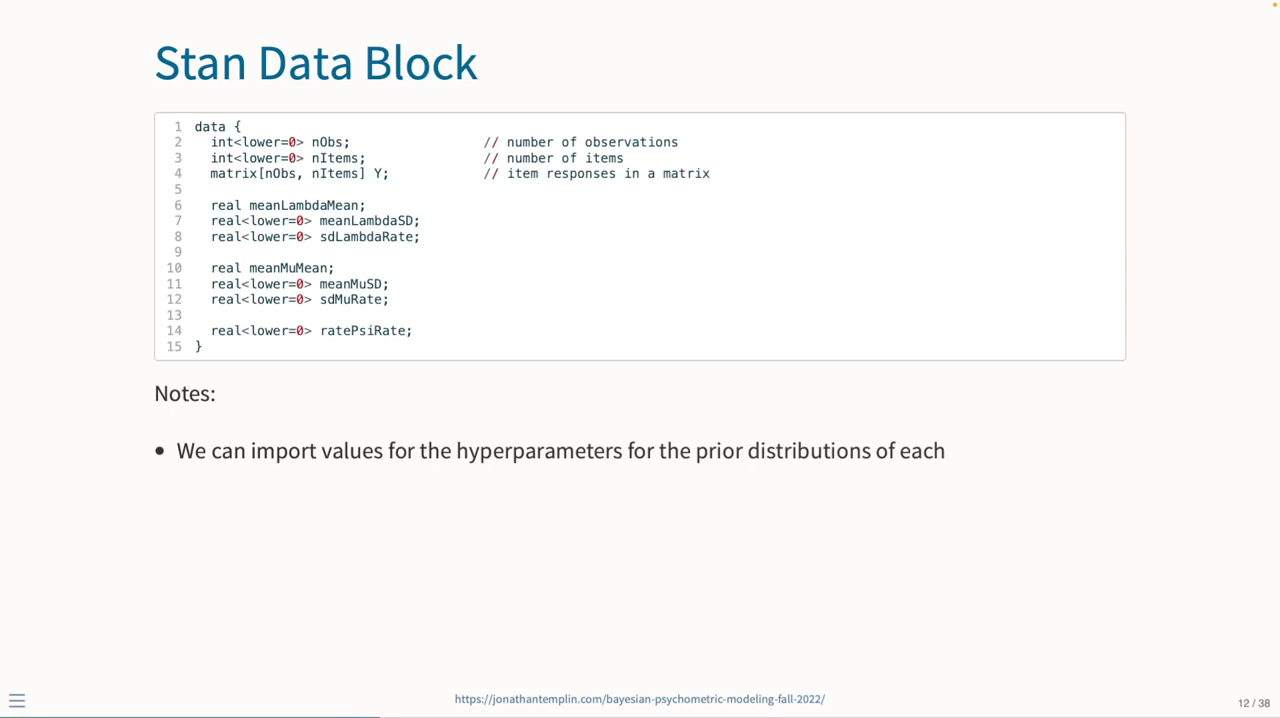 Stan Data Block
1 data {
2   int<lower=0> nObs;                 // number of observations
3   int<lower=0> nItems;               // number of items
4   matrix[nObs, nItems] Y;            // item responses in a matrix
5
6   real meanLambdaMean;
7   real<lower=0> meanLambdaSD;
8   real<lower=0> sdLambdaRate;
9
10   real meanMuMean;
11   real<lower=0> meanMuSD;
12   real<lower=0> sdMuRate;
13
14   real<lower=0> ratePsiRate;
15 }
Notes:
• We can import values for the hyperparameters for the prior distributions of each
https://jonathantemplin.com/bayesian-psychometric-modeling-fall-2022/
12 / 38